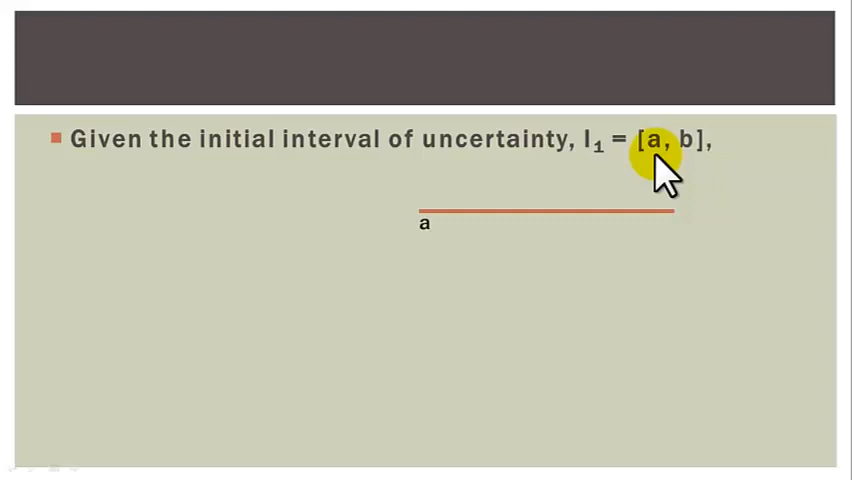 Given the initial interval of uncertainty, I₁ = [a, b],
a